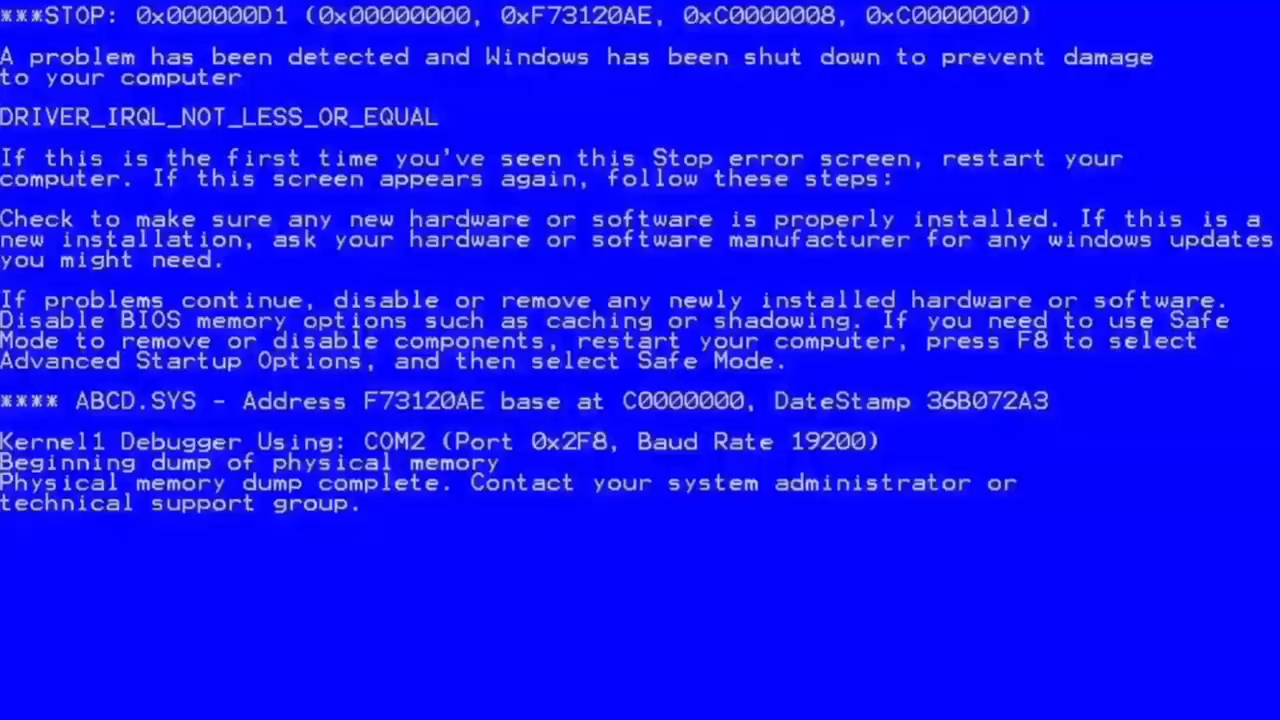 ***STOP: 0x000000D1 (0x00000000, 0xF73120AE, 0xC0000008, 0xC0000000)
A problem has been detected and Windows has been shut down to prevent damage
to your computer
DRIVER_IRQL_NOT_LESS_OR_EQUAL
If this is the first time you've seen this Stop error screen, restart your
computer. If this screen appears again, follow these steps:
Check to make sure any new hardware or software is properly installed. If this is a
new installation, ask your hardware or software manufacturer for any windows updates
you might need.
If problems continue, disable or remove any newly installed hardware or software.
Disable BIOS memory options such as caching or shadowing. If you need to use Safe
Mode to remove or disable components, restart your computer, press F8 to select
Advanced Startup Options, and then select Safe Mode.
**** ABCD.SYS - Address F73120AE base at C0000000, DateStamp 36B072A3
Kernel1 Debugger Using: COM2 (Port 0x2F8, Baud Rate 19200)
Beginning dump of physical memory
Physical memory dump complete. Contact your system administrator or
technical support group.